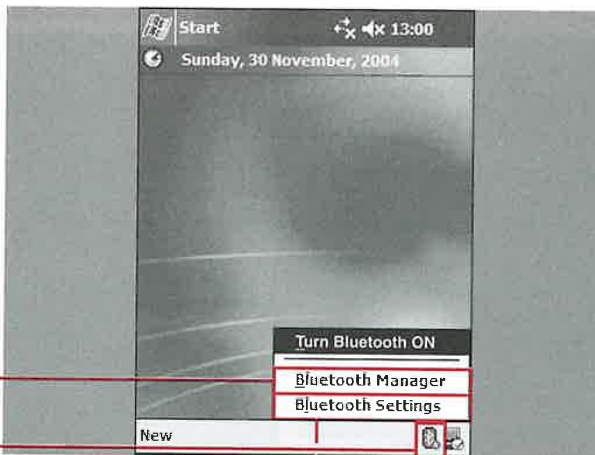 Start 13:00
Sunday, 30 November, 2004
Turn Bluetooth ON
Bluetooth Manager
Bluetooth Settings
New